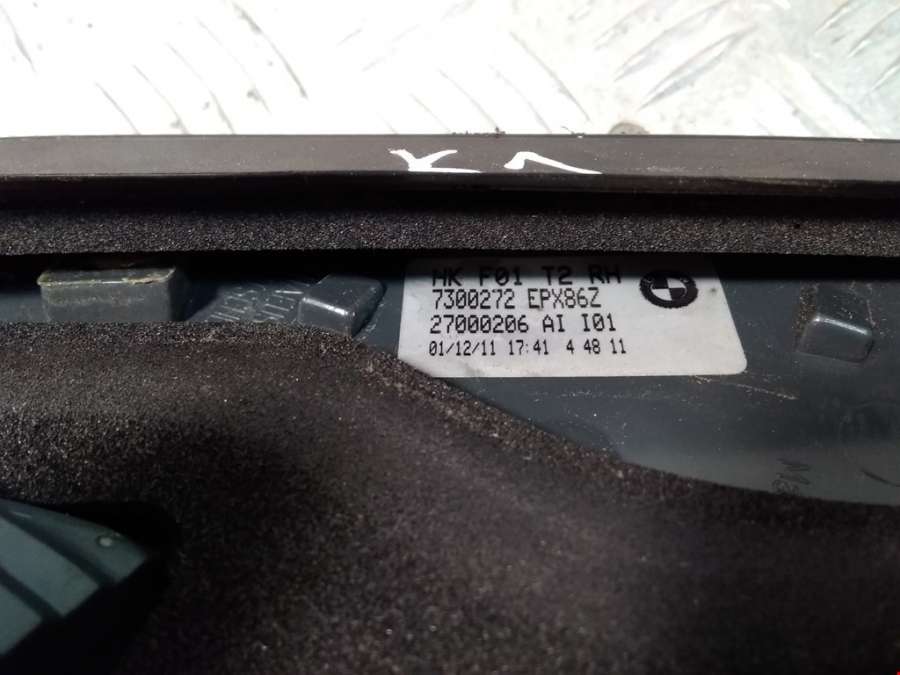 HK F01 T2 RH
7300272 EPX86Z
27000206 AI I01
01/12/11 17:41 4 48 11